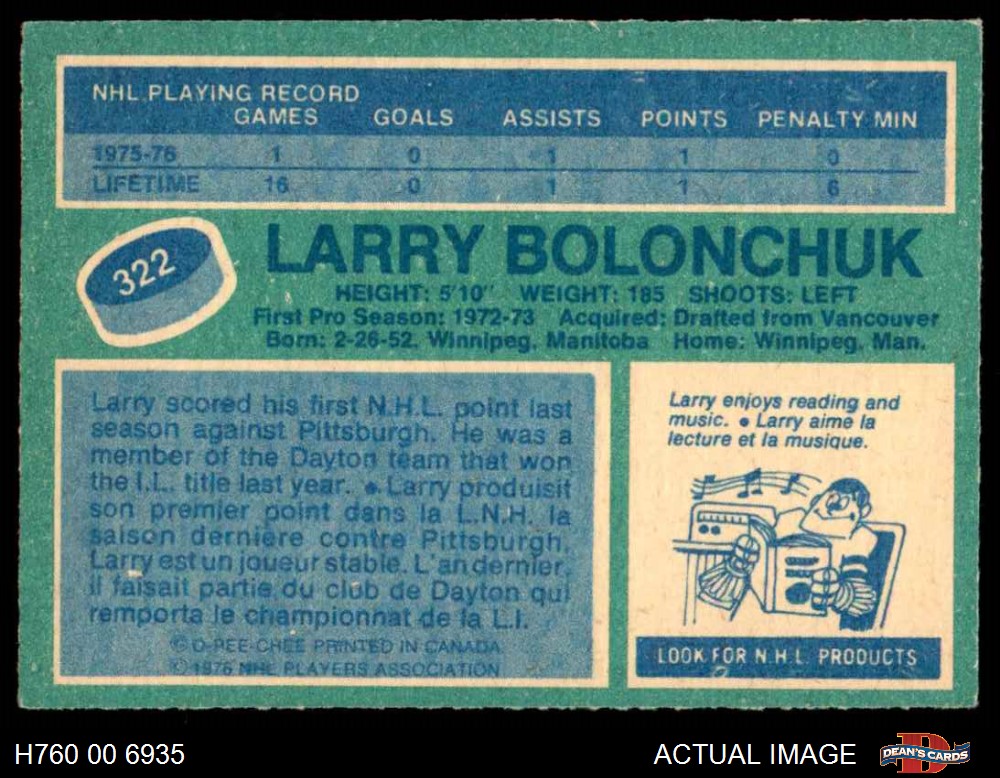 NHL PLAYING RECORD
GAMES GOALS ASSISTS POINTS PENALTY MIN
1975-76 1 0 1 1 0
LIFETIME 16 0 1 1 6
322
LARRY BOLONCHUK
HEIGHT: 5'10" WEIGHT: 185 SHOOTS: LEFT
First Pro Season: 1972-73 Acquired: Drafted from Vancouver
Born: 2-26-52, Winnipeg, Manitoba Home: Winnipeg, Man.
Larry scored his first N.H.L. point last
season against Pittsburgh. He was a
member of the Dayton team that won
the I.L. title last year. ● Larry produisit
son premier point dans la L.N.H. la
saison dernière contre Pittsburgh.
Larry est un joueur stable. L'an dernier,
il faisait partie du club de Dayton qui
remporta le championnat de la L.I.
© O-PEE-CHEE PRINTED IN CANADA
© 1976 NHL PLAYERS ASSOCIATION
Larry enjoys reading and
music. ● Larry aime la
lecture et la musique.
LOOK FOR N.H.L. PRODUCTS
H760 00 6935
ACTUAL IMAGE
DEAN'S CARDS